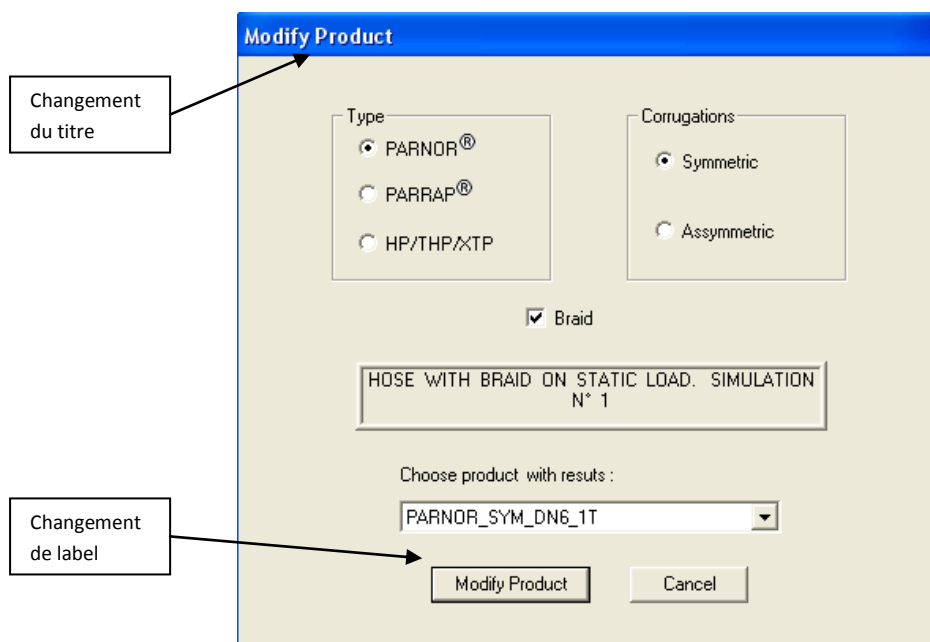 Modify Product
Changement
du titre
Type
PARNOR®
PARRAP®
HP/THP/XTP
Corrugations
Symmetric
Assymmetric
Braid
HOSE WITH BRAID ON STATIC LOAD. SIMULATION
N° 1
Choose product with resuts :
PARNOR_SYM_DN6_1T
Changement
de label
Modify Product
Cancel